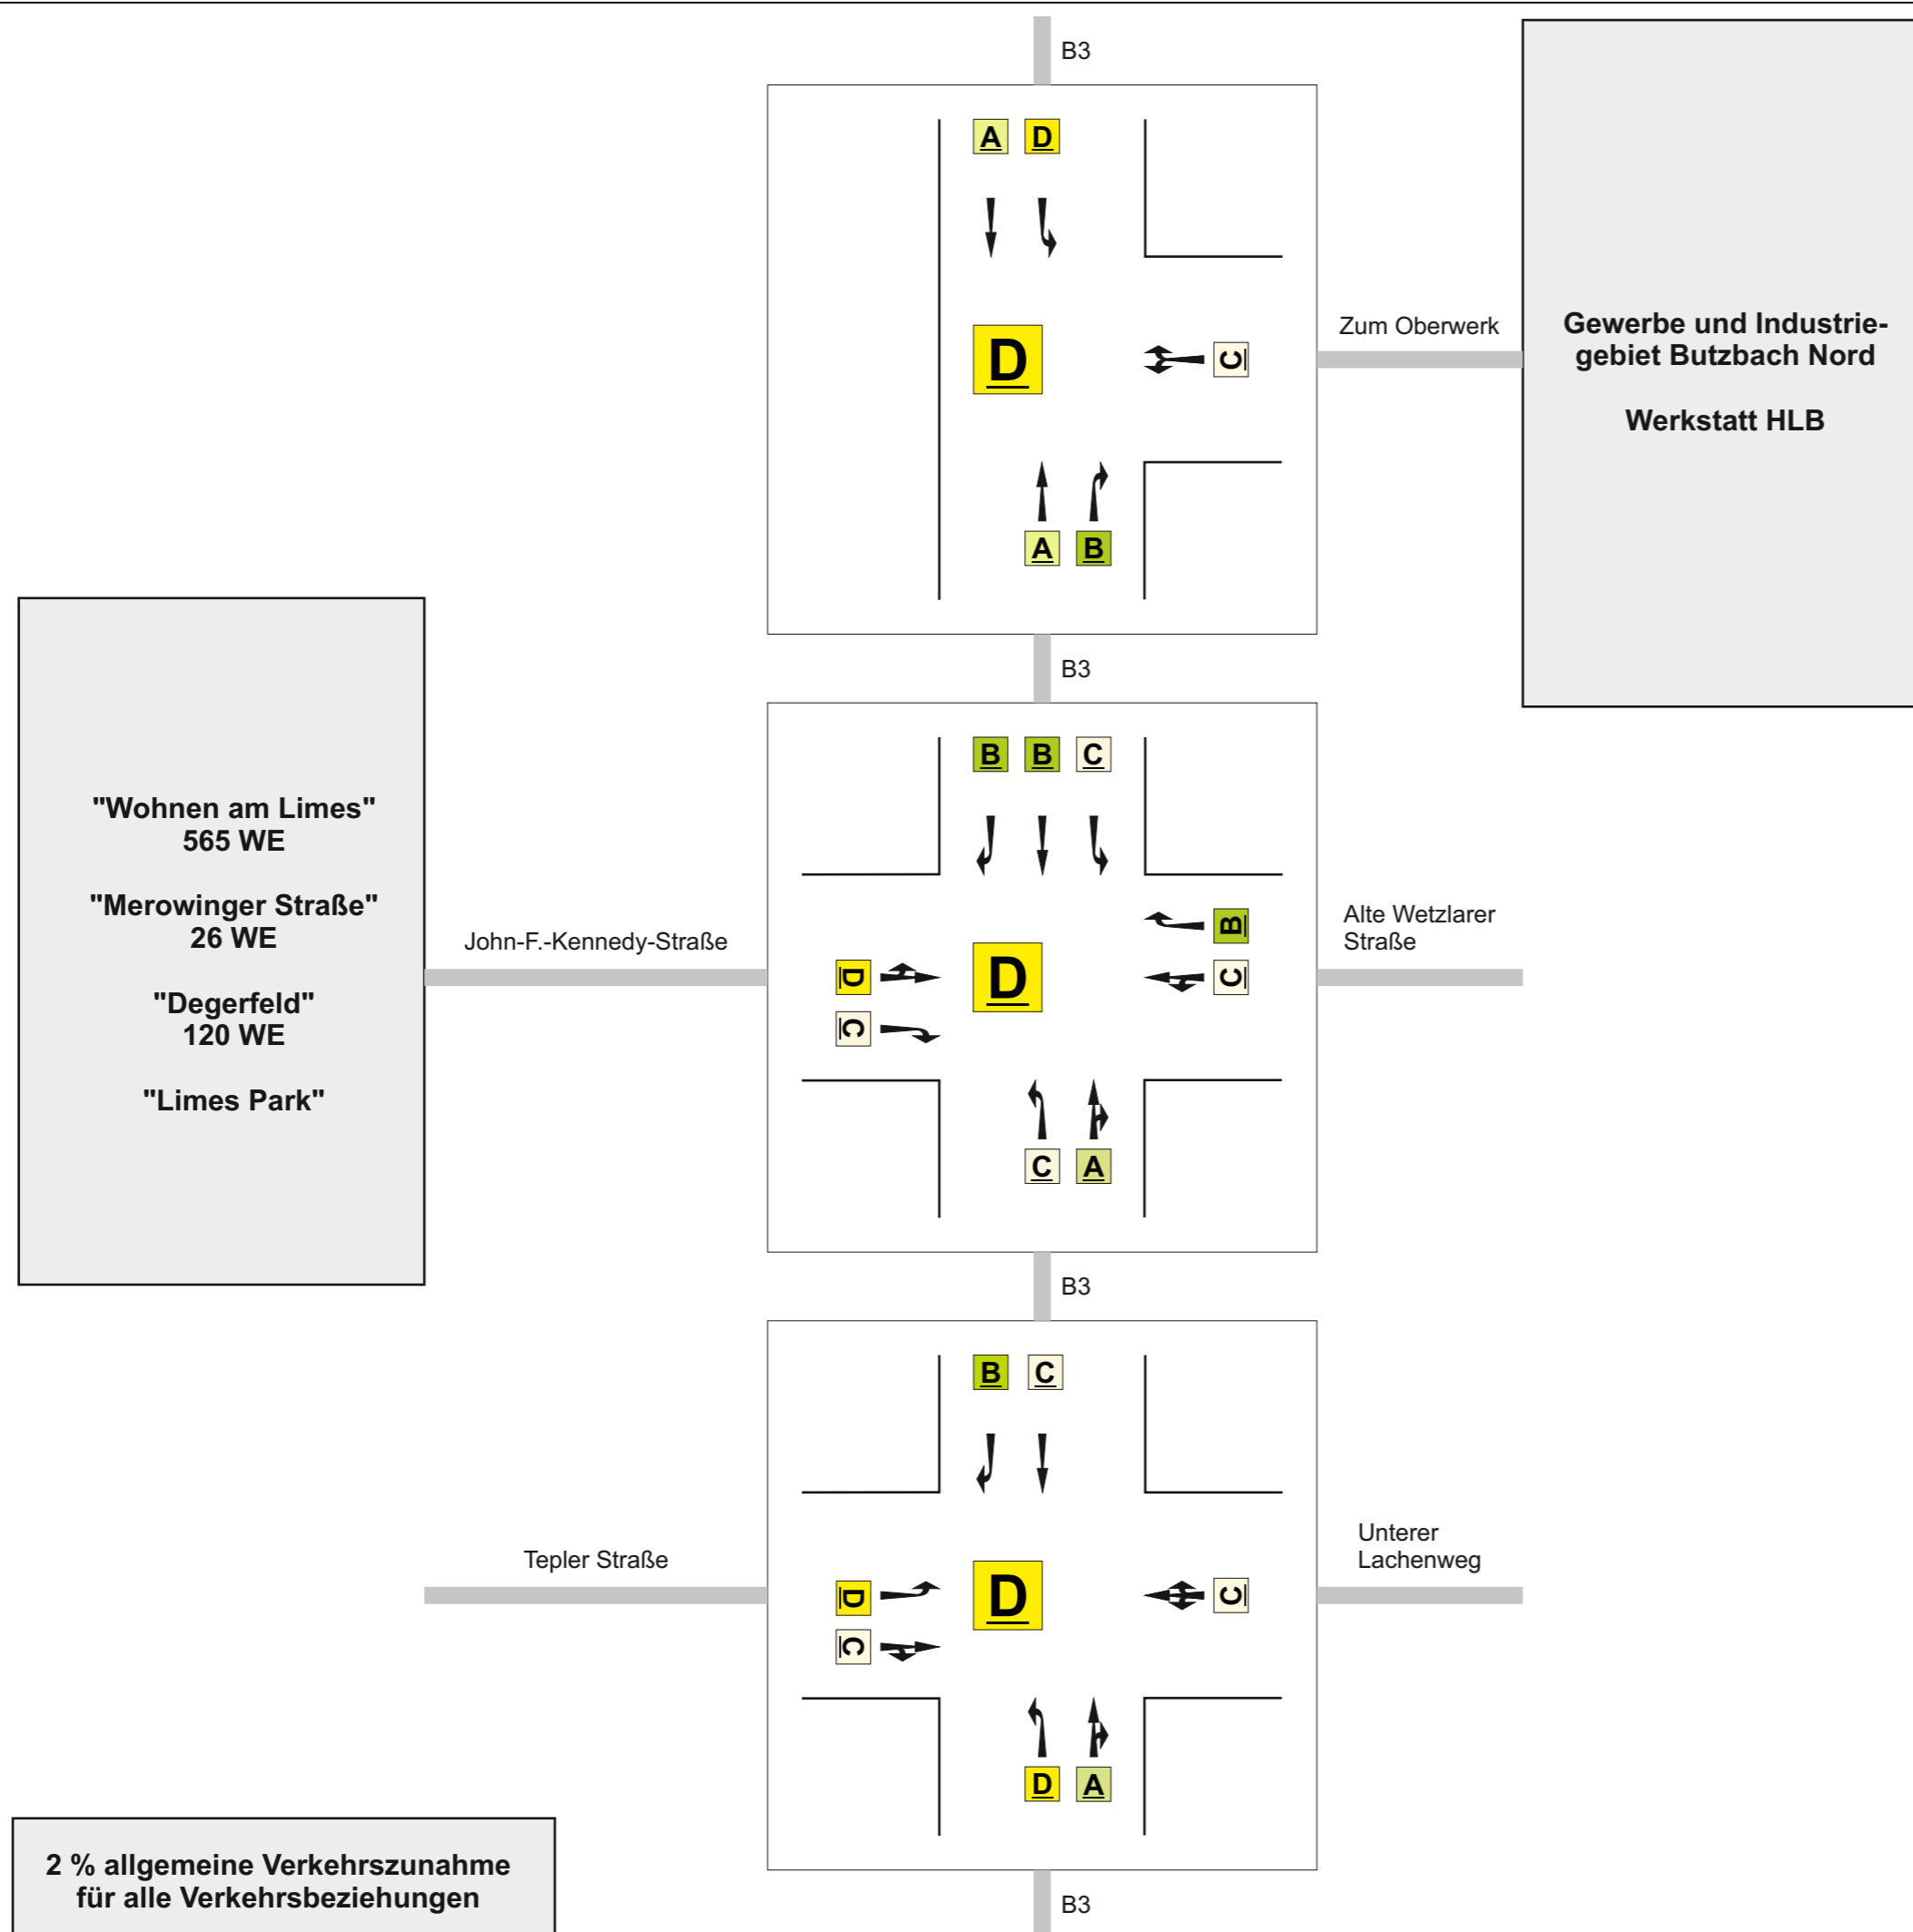 B3
A D
D
Zum Oberwerk
C
A B
Gewerbe und Industrie-
gebiet Butzbach Nord
Werkstatt HLB
B3
"Wohnen am Limes"
565 WE
"Merowinger Straße"
26 WE
"Degerfeld"
120 WE
"Limes Park"
John-F.-Kennedy-Straße
B B C
B
D
D
C
C
C A
Alte Wetzlarer
Straße
B3
B C
Tepler Straße
D
D
C
C
D A
Unterer
Lachenweg
2 % allgemeine Verkehrszunahme
für alle Verkehrsbeziehungen
B3